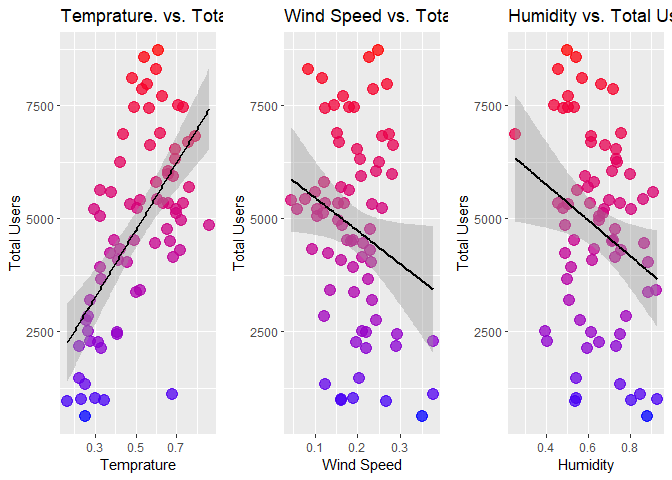 Temprature. vs. Tota
Wind Speed vs. Tota
Humidity vs. Total Us
Total Users
7500
5000
2500
0.3 0.5 0.7
Temprature
Total Users
7500
5000
2500
0.1 0.2 0.3
Wind Speed
Total Users
7500
5000
2500
0.4 0.6 0.8
Humidity